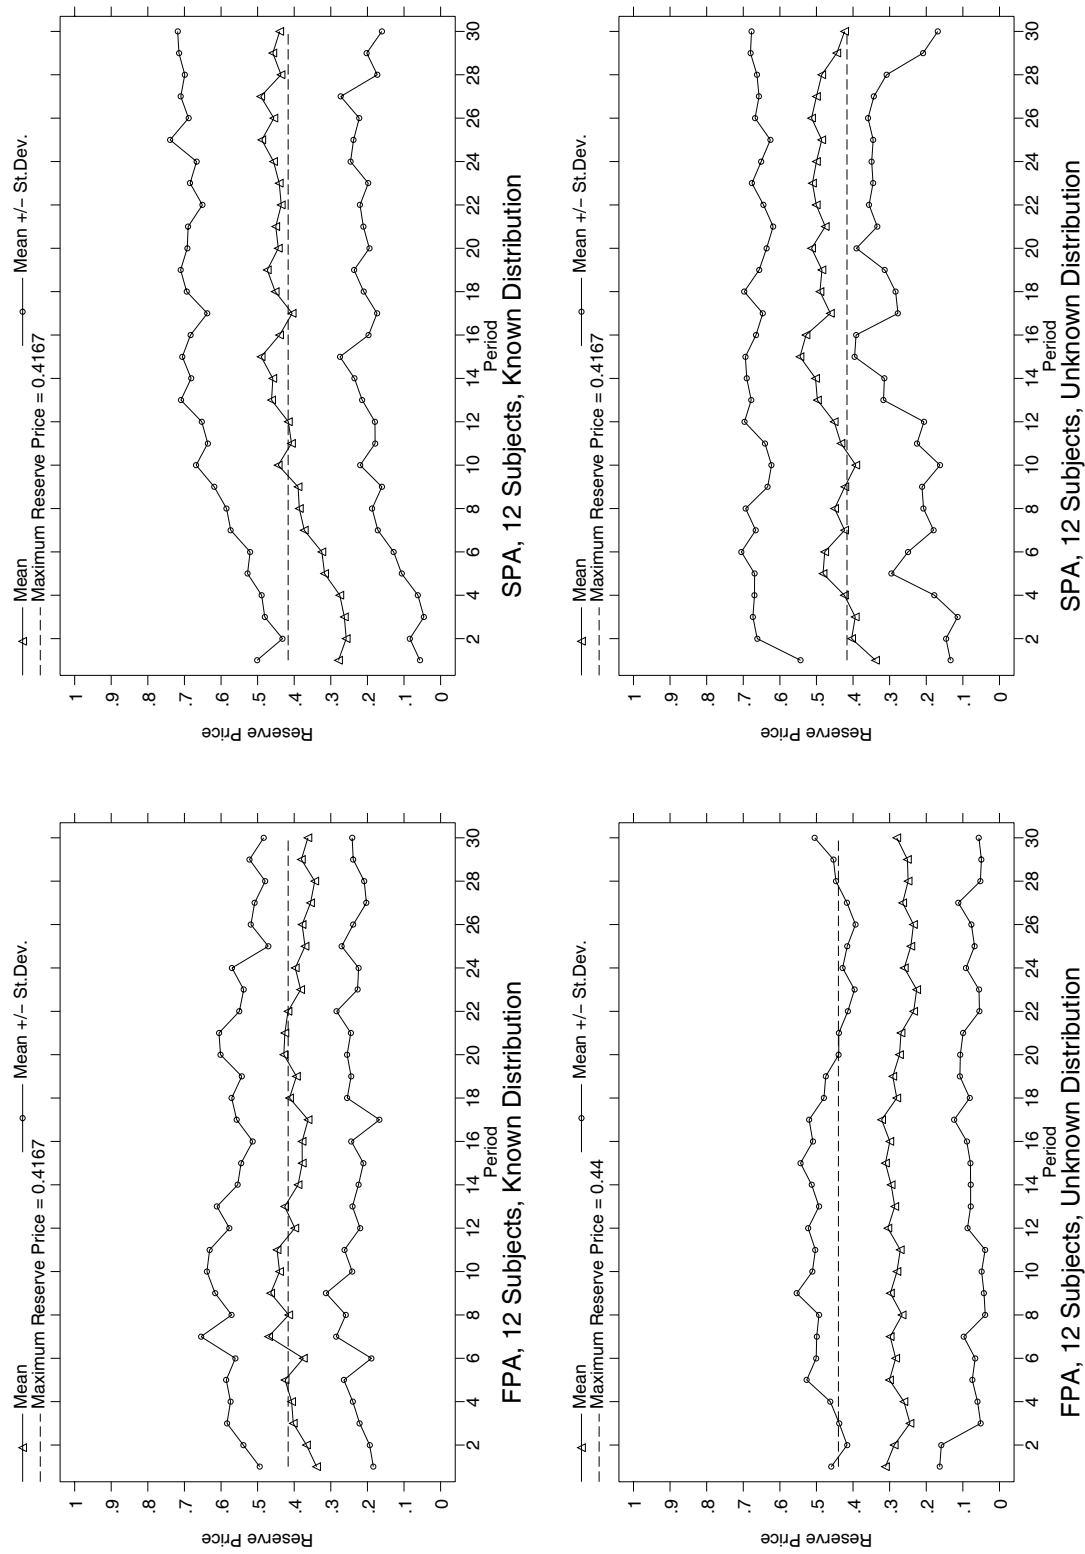 Mean
Mean +/− St.Dev.
Maximum Reserve Price = 0.4167
Reserve Price
1
.9
.8
.7
.6
.5
.4
.3
.2
.1
0
2 4 6 8 10 12 14 16 18 20 22 24 26 28 30
Period
FPA, 12 Subjects, Known Distribution
Mean
Mean +/− St.Dev.
Maximum Reserve Price = 0.4167
Reserve Price
1
.9
.8
.7
.6
.5
.4
.3
.2
.1
0
2 4 6 8 10 12 14 16 18 20 22 24 26 28 30
Period
SPA, 12 Subjects, Known Distribution
Mean
Mean +/− St.Dev.
Maximum Reserve Price = 0.44
Reserve Price
1
.9
.8
.7
.6
.5
.4
.3
.2
.1
0
2 4 6 8 10 12 14 16 18 20 22 24 26 28 30
Period
FPA, 12 Subjects, Unknown Distribution
Mean
Mean +/− St.Dev.
Maximum Reserve Price = 0.4167
Reserve Price
1
.9
.8
.7
.6
.5
.4
.3
.2
.1
0
2 4 6 8 10 12 14 16 18 20 22 24 26 28 30
Period
SPA, 12 Subjects, Unknown Distribution